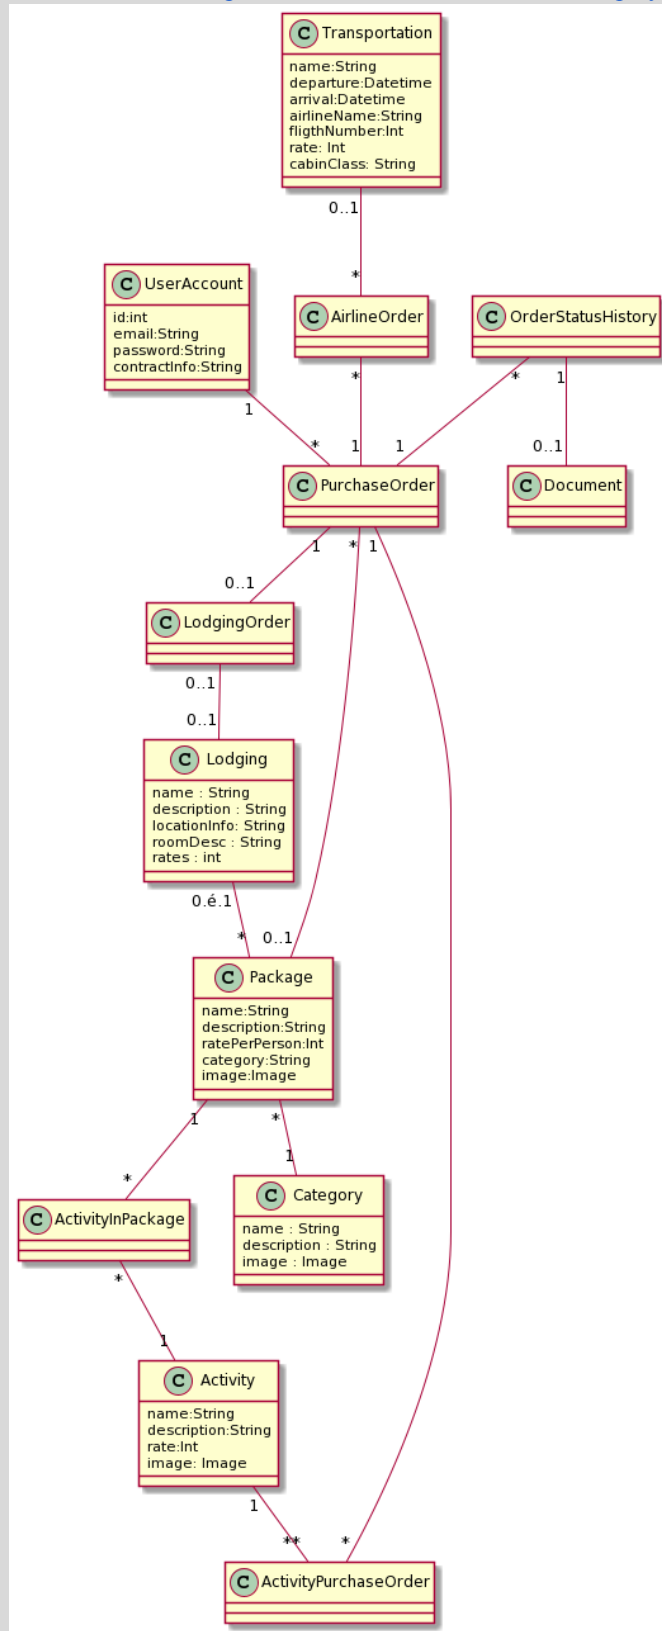 C Transportation
name:String
departure:Datetime
arrival:Datetime
airlineName:String
fligthNumber:Int
rate: Int
cabinClass: String
0..1
*
C UserAccount
id:int
email:String
password:String
contractInfo:String
C AirlineOrder
C OrderStatusHistory
1
*
*
1
*
1
1
0..1
C PurchaseOrder
C Document
1
*
1
0..1
C LodgingOrder
0..1
0..1
C Lodging
name : String
description : String
locationInfo: String
roomDesc : String
rates : int
0.é.1
*
0..1
C Package
name:String
description:String
ratePerPerson:Int
category:String
image:Image
1
*
*
1
C ActivityInPackage
C Category
name : String
description : String
image : Image
*
1
C Activity
name:String
description:String
rate:Int
image: Image
1
**
*
C ActivityPurchaseOrder